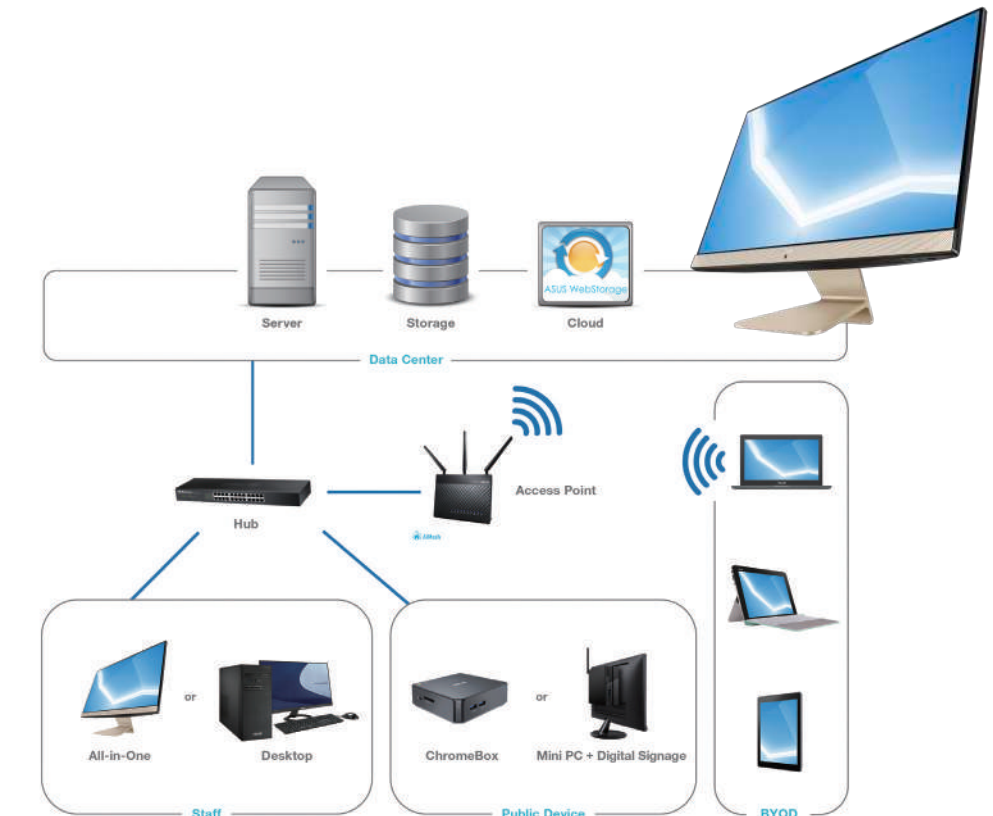 ASUS WebStorage
Server
Storage
Cloud
Data Center
Access Point
Hub
AiMesh
or
or
All-in-One
Desktop
ChromeBox
Mini PC + Digital Signage
Staff
Public Device
BYOD